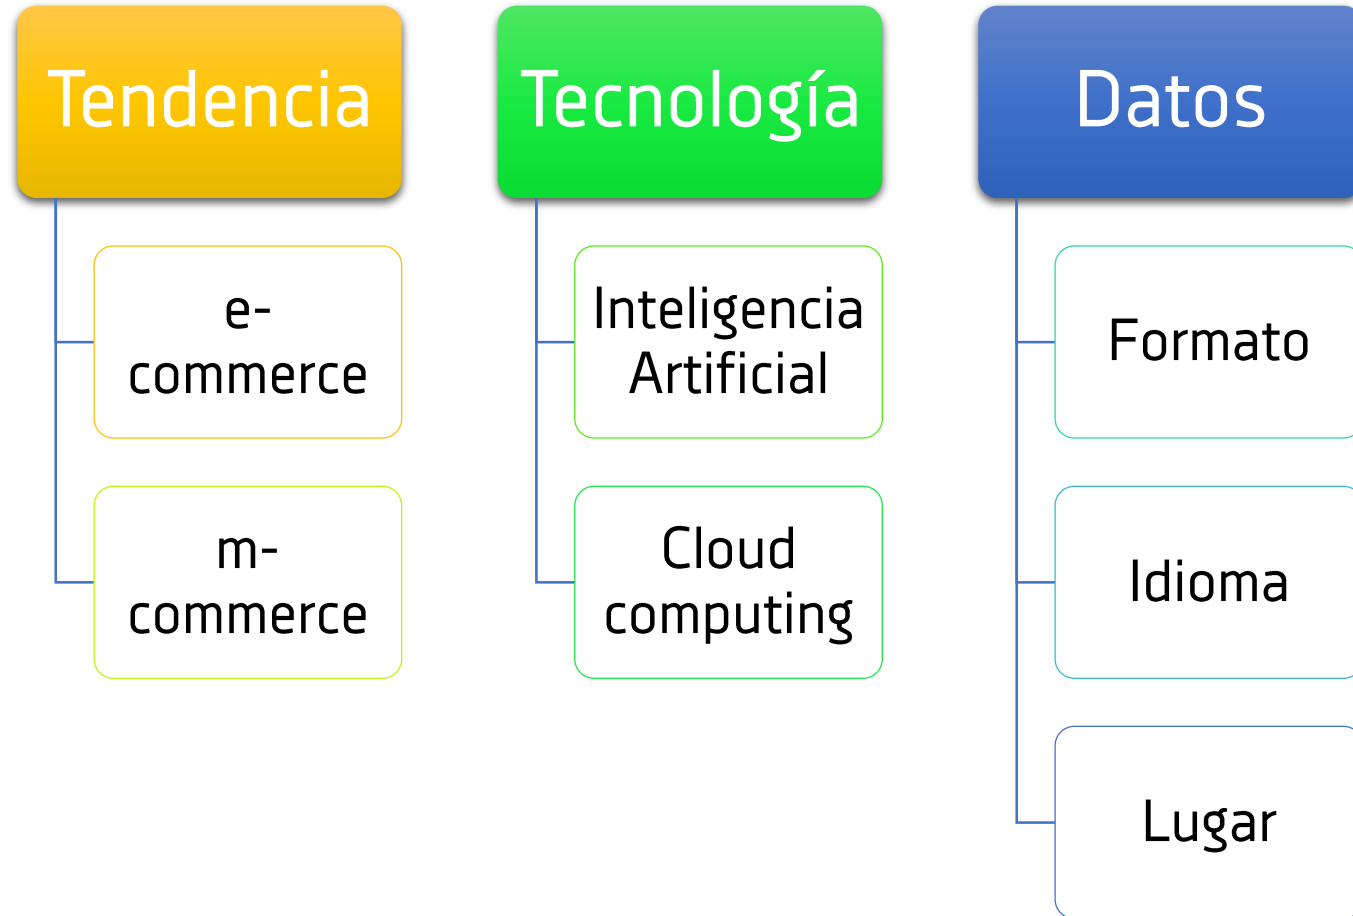 Tendencia
e-
commerce
m-
commerce
Tecnología
Inteligencia
Artificial
Cloud
computing
Datos
Formato
Idioma
Lugar